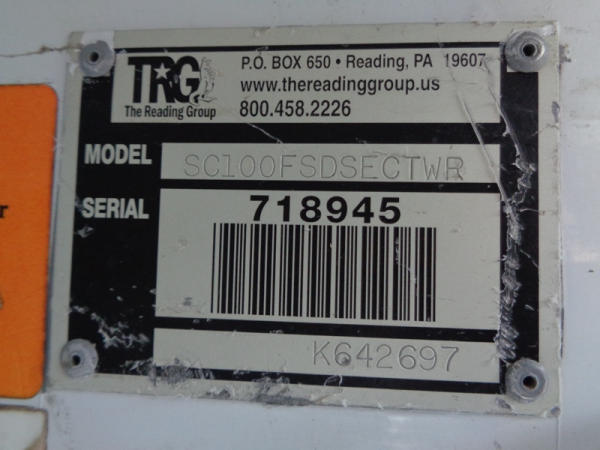 TRG
The Reading Group
P.O. BOX 650 • Reading, PA 19607
www.thereadinggroup.us
800.458.2226
MODEL SC100FSDSECTWR
SERIAL 718945
K642697
r